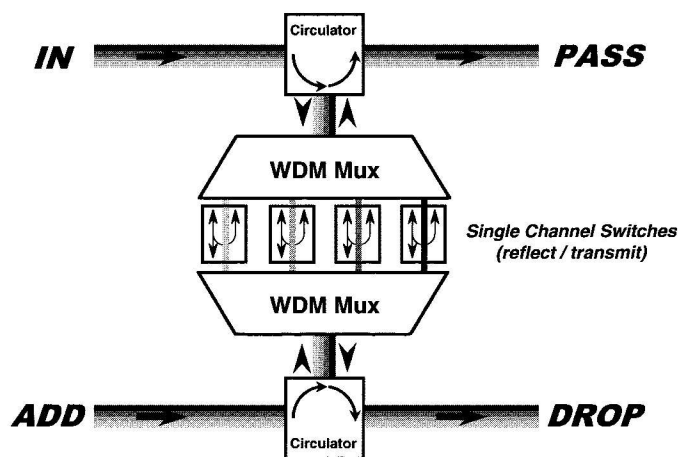 Circulator
IN
PASS
WDM Mux
Single Channel Switches
(reflect / transmit)
WDM Mux
ADD
DROP
Circulator